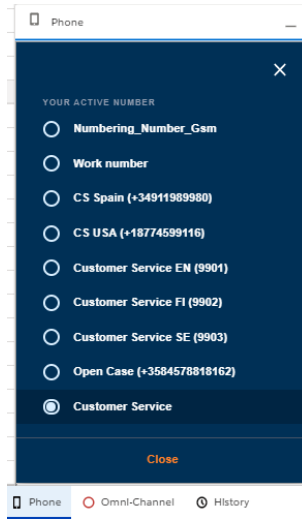 Phone
YOUR ACTIVE NUMBER
Numbering_Number_Gsm
Work number
CS Spain (+34911989980)
CS USA (+18774599116)
Customer Service EN (9901)
Customer Service FI (9902)
Customer Service SE (9903)
Open Case (+3584578818162)
Customer Service
Close
Phone Omni-Channel History